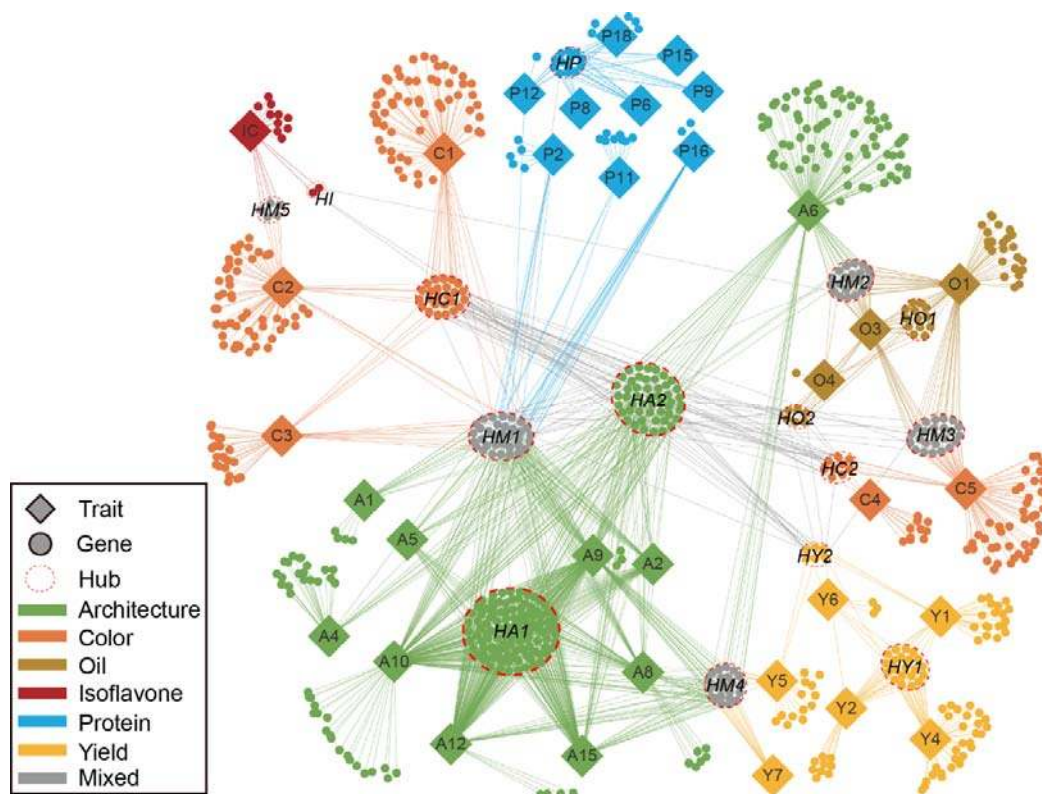 P18
HP
P15
P12
P8
P6
P9
IC
C1
P2
P11
P16
HI
HM5
A6
C2
HC1
HM2
O1
HO1
O3
O4
HA2
HO2
C3
HM1
HM3
HC2
C4
C5
A1
A5
A9
A2
HY2
Y6
Y1
HA1
A4
A10
A8
HM4
Y5
HY1
Y2
A12
A15
Y7
Y4
Trait
Gene
Hub
Architecture
Color
Oil
Isoflavone
Protein
Yield
Mixed